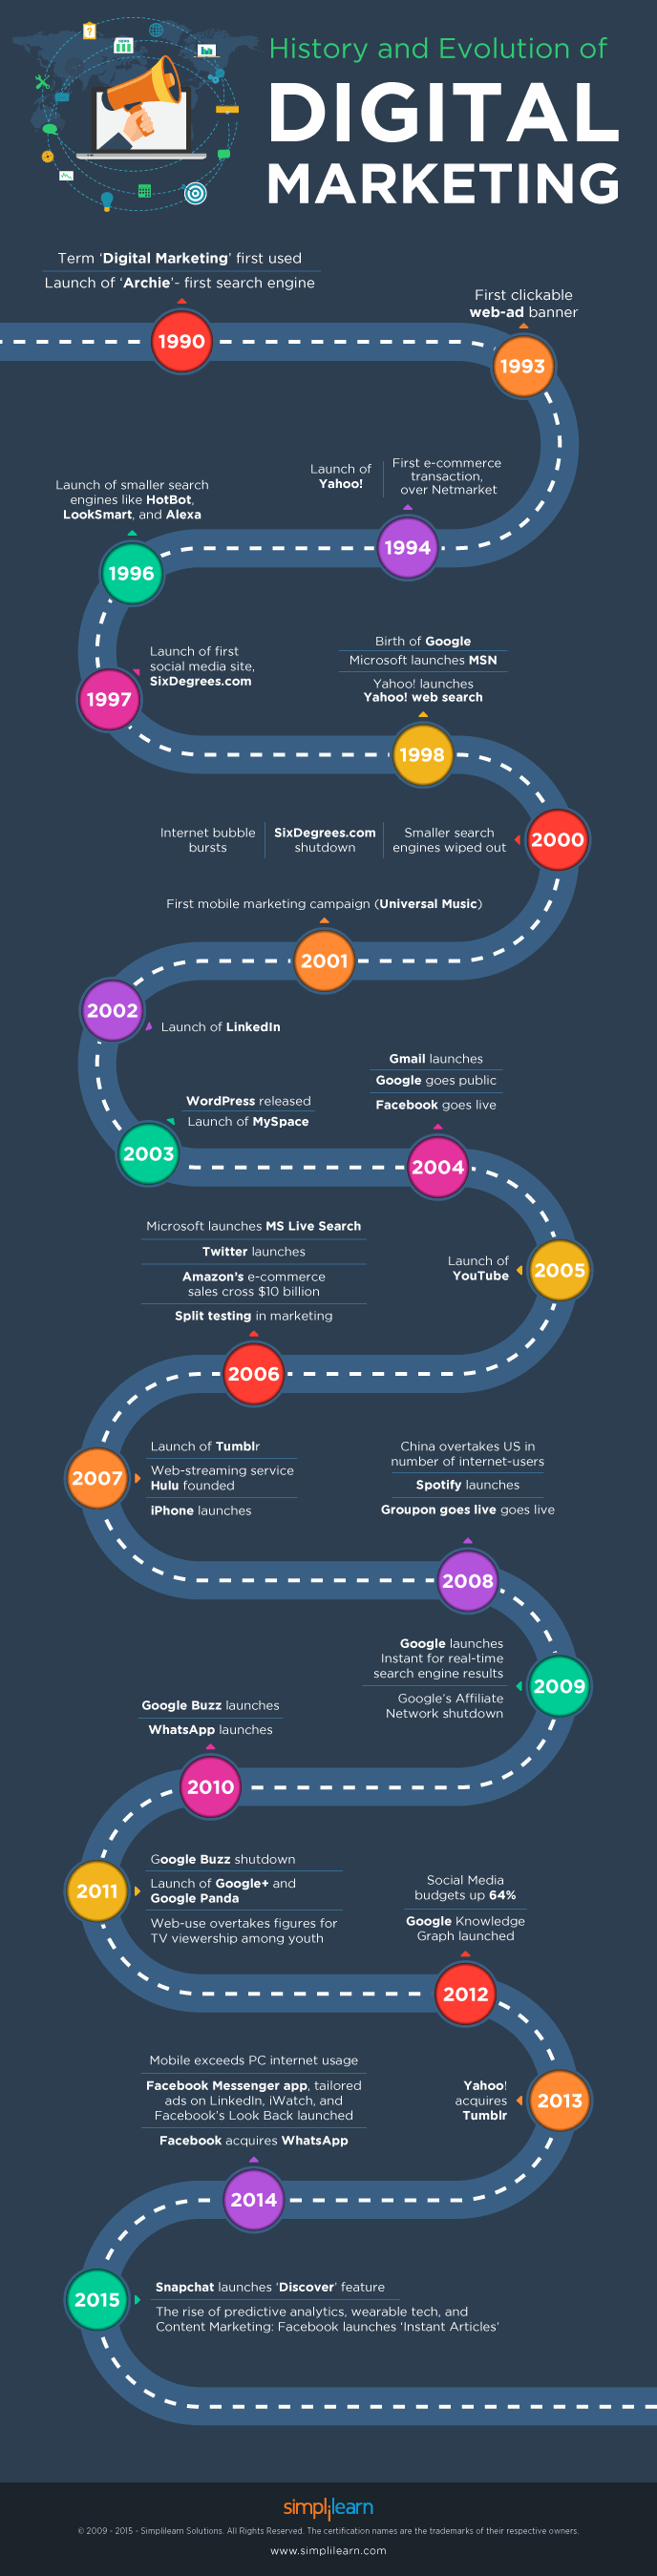 History and Evolution of
DIGITAL
MARKETING
Term 'Digital Marketing' first used
Launch of 'Archie'- first search engine
1990
First clickable
web-ad banner
1993
Launch of
Yahoo!
First e-commerce
transaction,
over Netmarket
1994
Launch of smaller search
engines like HotBot,
LookSmart, and Alexa
1996
Launch of first
social media site,
SixDegrees.com
1997
Birth of Google
Microsoft launches MSN
Yahoo! launches
Yahoo! web search
1998
Internet bubble
bursts
SixDegrees.com
shutdown
Smaller search
engines wiped out
2000
First mobile marketing campaign (Universal Music)
2001
2002
Launch of LinkedIn
WordPress released
Launch of MySpace
2003
Gmail launches
Google goes public
Facebook goes live
2004
Launch of
YouTube
2005
Microsoft launches MS Live Search
Twitter launches
Amazon's e-commerce
sales cross $10 billion
Split testing in marketing
2006
2007
Launch of Tumblr
Web-streaming service
Hulu founded
iPhone launches
China overtakes US in
number of internet-users
Spotify launches
Groupon goes live goes live
2008
Google launches
Instant for real-time
search engine results
Google's Affiliate
Network shutdown
2009
Google Buzz launches
WhatsApp launches
2010
2011
Google Buzz shutdown
Launch of Google+ and
Google Panda
Web-use overtakes figures for
TV viewership among youth
Social Media
budgets up 64%
Google Knowledge
Graph launched
2012
Yahoo!
acquires
Tumblr
2013
Mobile exceeds PC internet usage
Facebook Messenger app, tailored
ads on LinkedIn, iWatch, and
Facebook's Look Back launched
Facebook acquires WhatsApp
2014
2015
Snapchat launches 'Discover' feature
The rise of predictive analytics, wearable tech, and
Content Marketing: Facebook launches 'Instant Articles'
simplilearn
© 2009 - 2015 - Simplilearn Solutions. All Rights Reserved. The certification names are the trademarks of their respective owners.
www.simplilearn.com